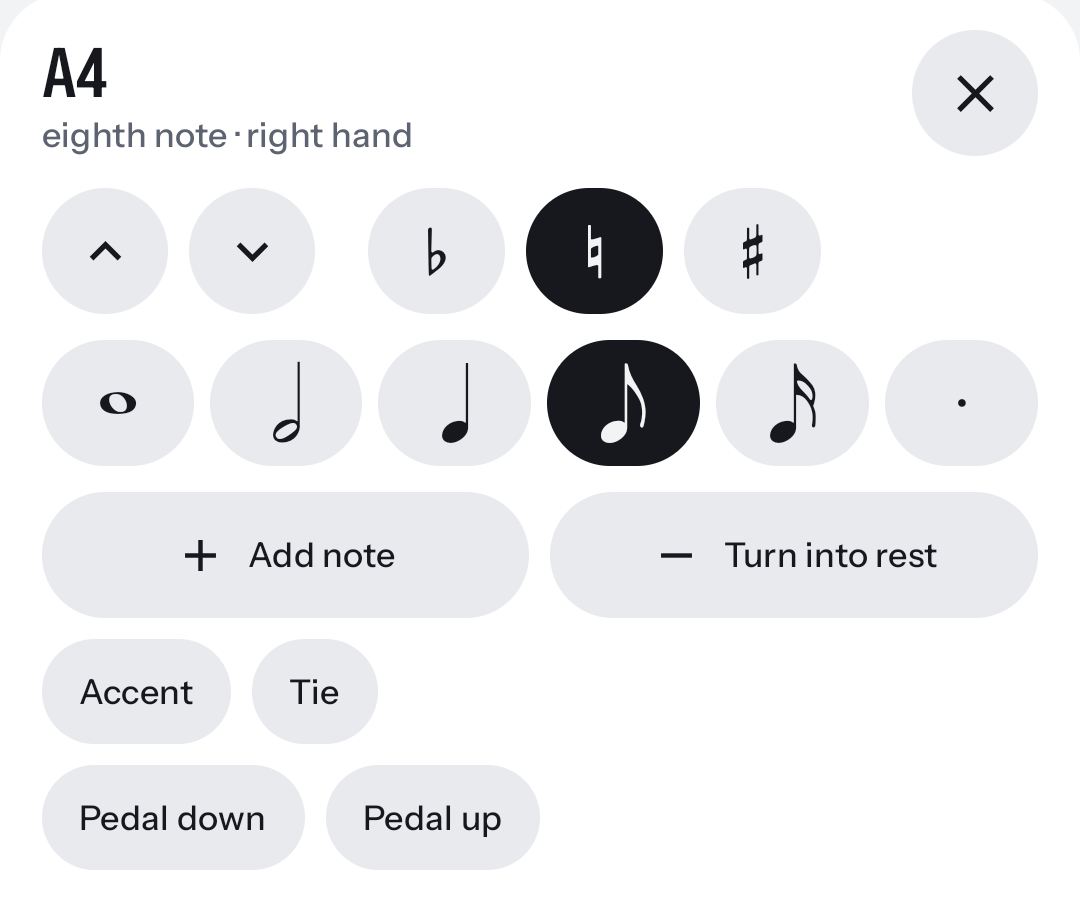 A4
eighth note · right hand
♭ ♮ ♯
Add note
Turn into rest
Accent
Tie
Pedal down
Pedal up